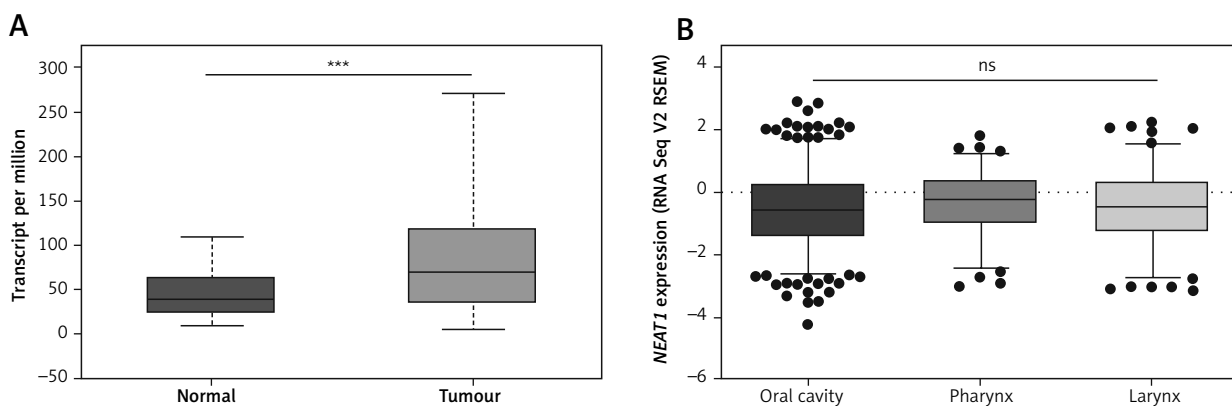 A
Transcript per million
300
250
200
150
100
50
0
−50
***
Normal
Tumour
B
NEAT1 expression (RNA Seq V2 RSEM)
4
2
0
−2
−4
−6
ns
Oral cavity
Pharynx
Larynx